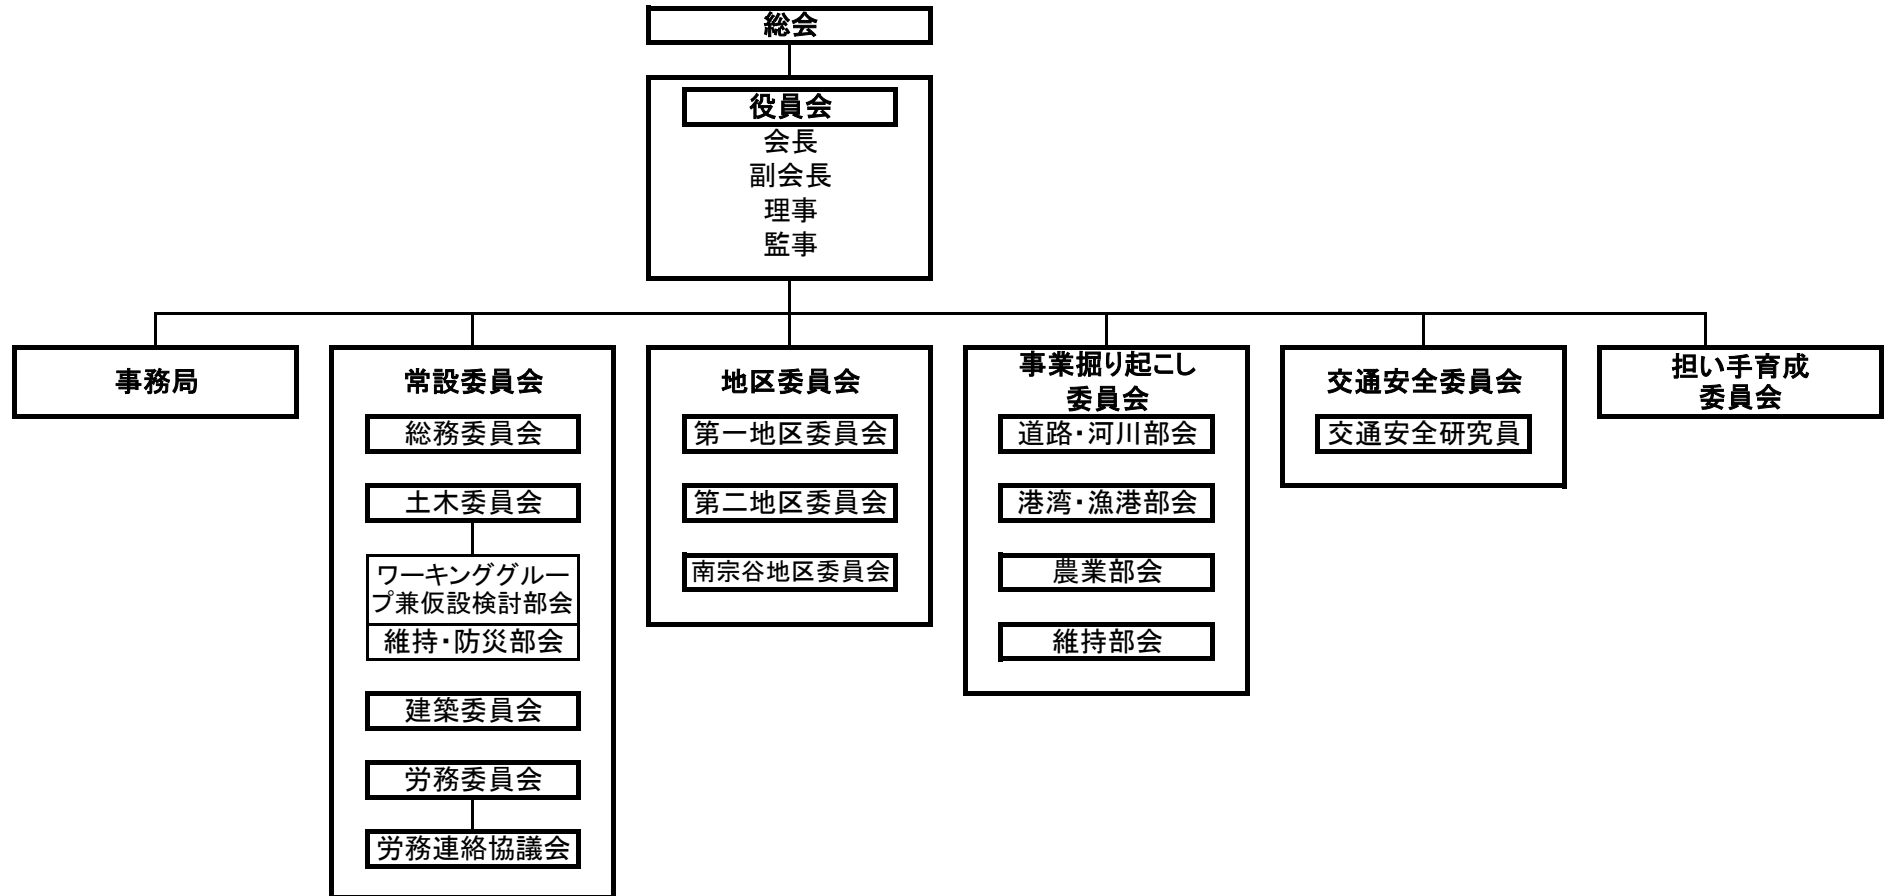 総会
役員会
会長
副会長
理事
監事
事務局
常設委員会
総務委員会
土木委員会
ワーキンググルー
プ兼仮設検討部会
維持・防災部会
建築委員会
労務委員会
労務連絡協議会
地区委員会
第一地区委員会
第二地区委員会
南宗谷地区委員会
事業掘り起こし
委員会
道路・河川部会
港湾・漁港部会
農業部会
維持部会
交通安全委員会
交通安全研究員
担い手育成
委員会